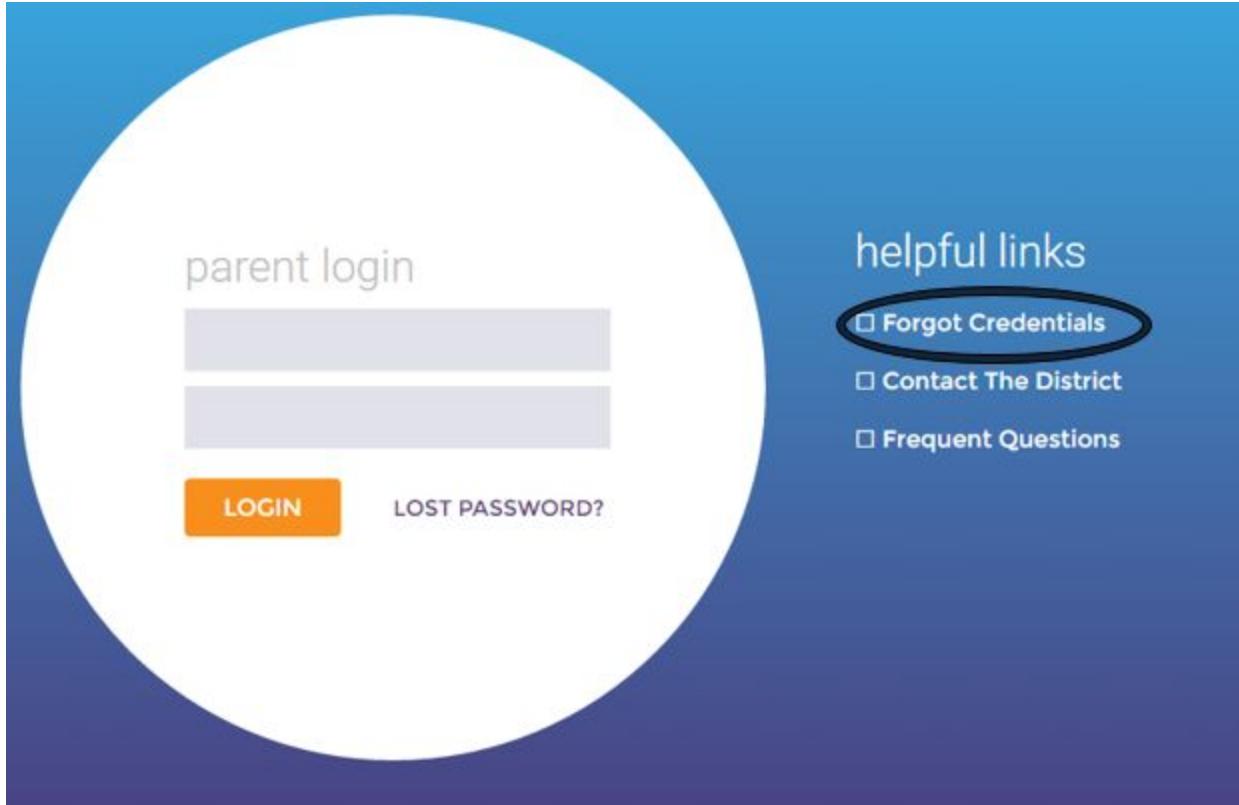 parent login
LOGIN
LOST PASSWORD?
helpful links
Forgot Credentials
Contact The District
Frequent Questions